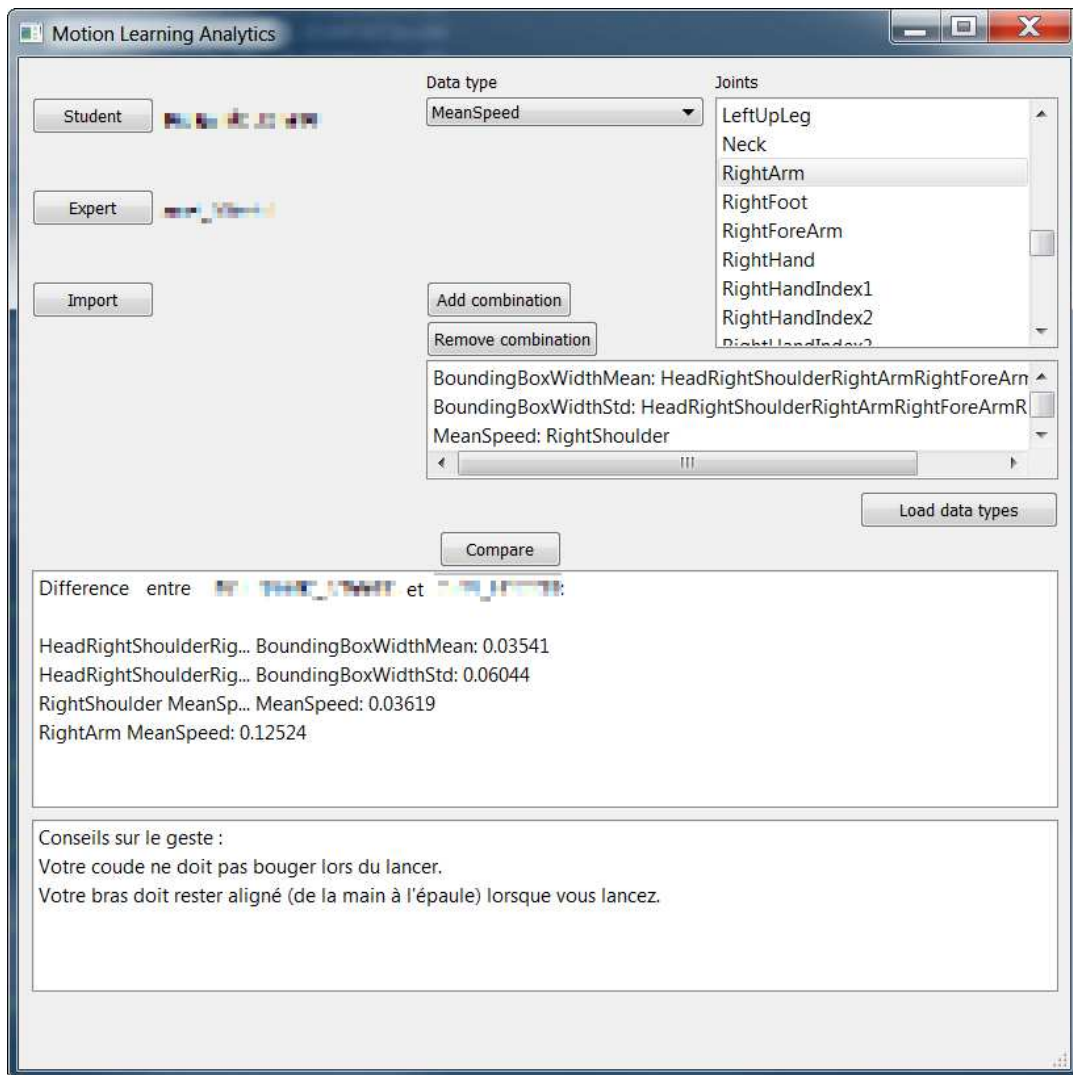 Motion Learning Analytics
Data type
Joints
Student
MeanSpeed
LeftUpLeg
Neck
RightArm
RightFoot
RightForeArm
RightHand
RightHandIndex1
RightHandIndex2
Expert
Import
Add combination
Remove combination
BoundingBoxWidthMean: HeadRightShoulderRightArmRightForeArm
BoundingBoxWidthStd: HeadRightShoulderRightArmRightForeArmR
MeanSpeed: RightShoulder
Load data types
Compare
Difference entre et :
HeadRightShoulderRig... BoundingBoxWidthMean: 0.03541
HeadRightShoulderRig... BoundingBoxWidthStd: 0.06044
RightShoulder MeanSp... MeanSpeed: 0.03619
RightArm MeanSpeed: 0.12524
Conseils sur le geste :
Votre coude ne doit pas bouger lors du lancer.
Votre bras doit rester aligné (de la main à l'épaule) lorsque vous lancez.